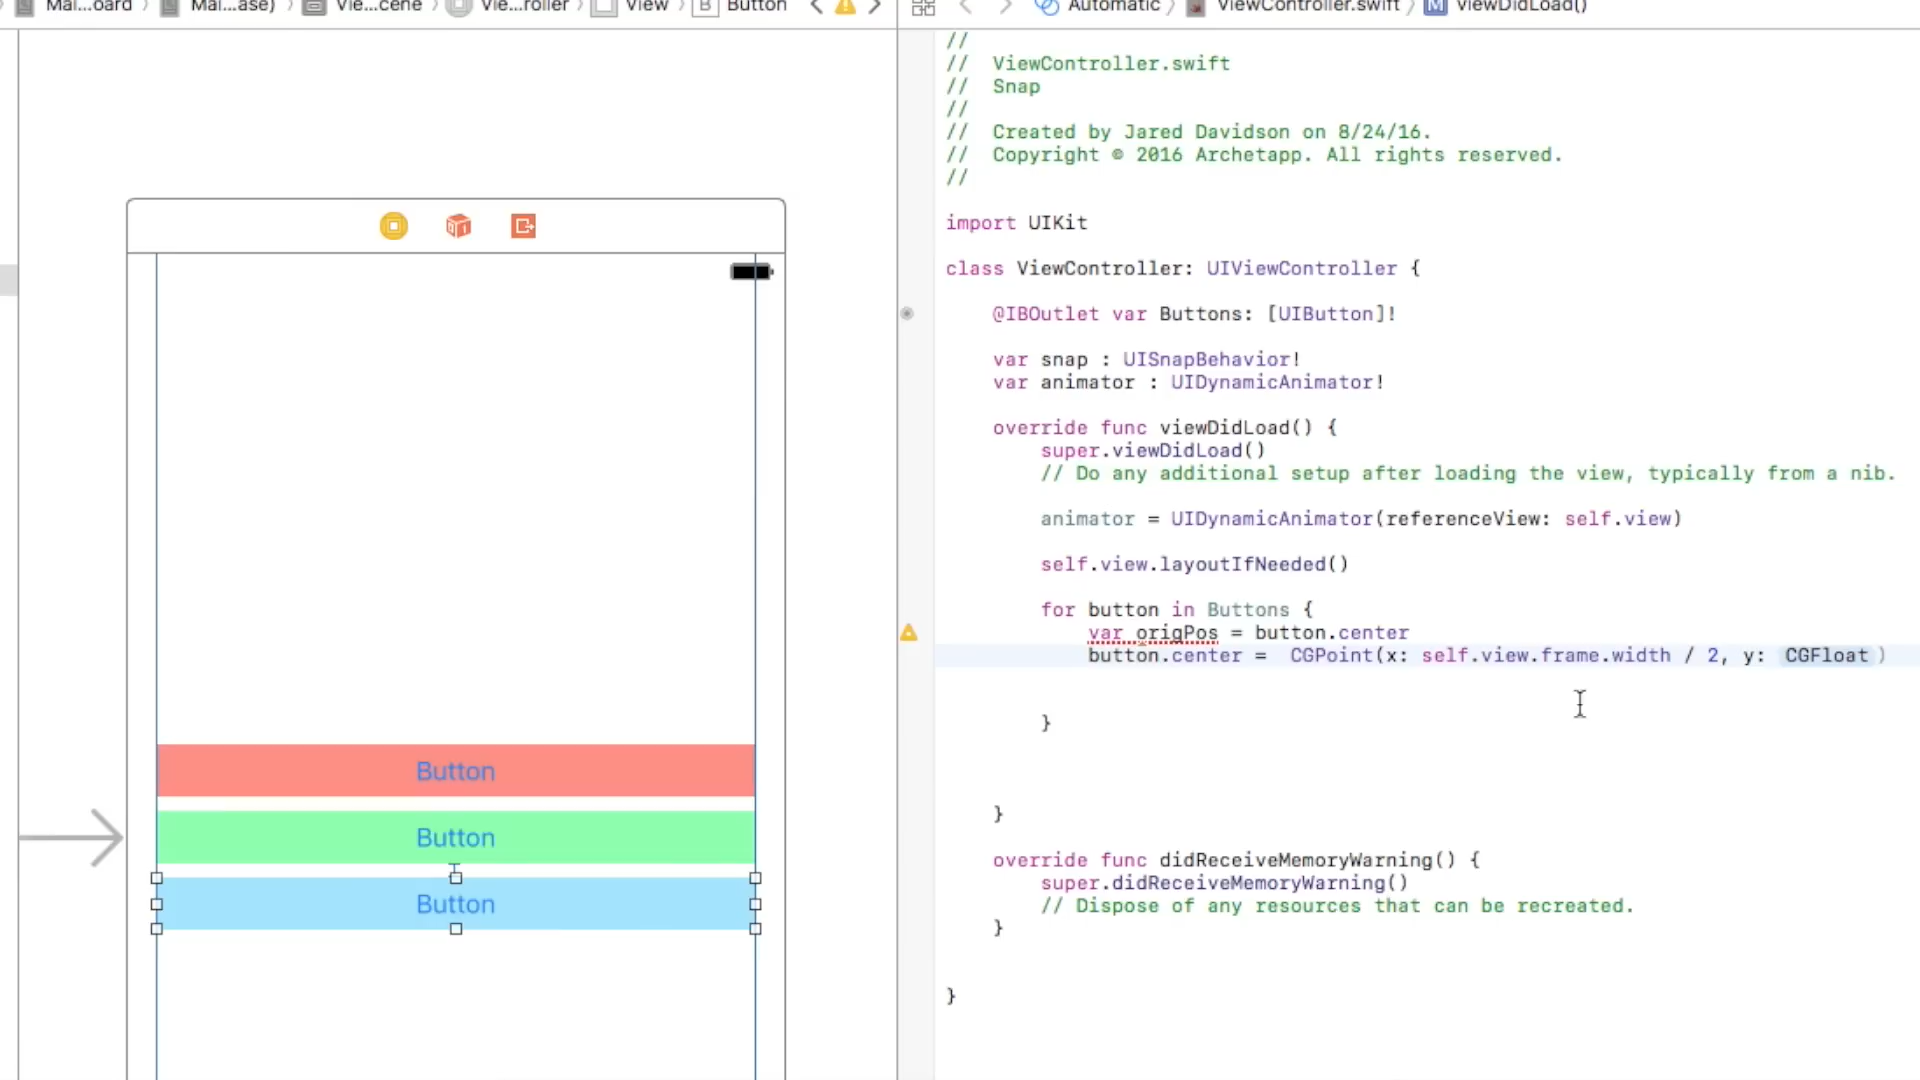 Mai...oard
Mai...ase)
Vie...cene
Vie...roller
View
B
Button
Automatic
ViewController.swift
M
viewDidLoad()
//
// ViewController.swift
// Snap
//
// Created by Jared Davidson on 8/24/16.
// Copyright © 2016 Archetapp. All rights reserved.
//
import UIKit
class ViewController: UIViewController {
@IBOutlet var Buttons: [UIButton]!
var snap : UISnapBehavior!
var animator : UIDynamicAnimator!
override func viewDidLoad() {
super.viewDidLoad()
// Do any additional setup after loading the view, typically from a nib.
animator = UIDynamicAnimator(referenceView: self.view)
self.view.layoutIfNeeded()
for button in Buttons {
var origPos = button.center
button.center =  CGPoint(x: self.view.frame.width / 2, y: CGFloat )
}
}
override func didReceiveMemoryWarning() {
super.didReceiveMemoryWarning()
// Dispose of any resources that can be recreated.
}
}
Button
Button
Button